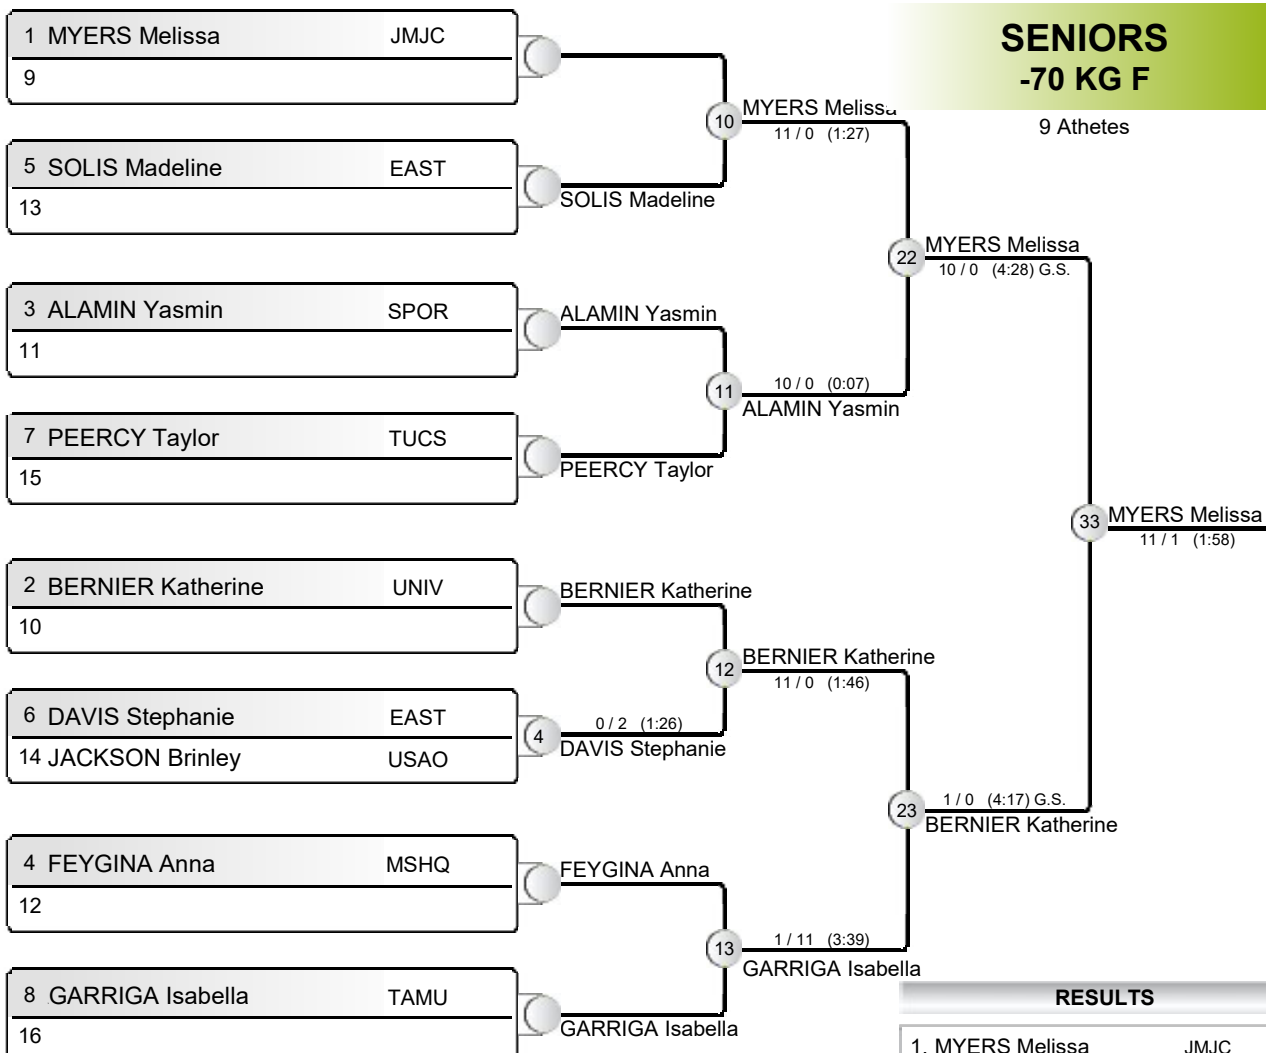 SENIORS
-70 KG F
9 Athetes
1 MYERS Melissa JMJC
9
5 SOLIS Madeline EAST
13
3 ALAMIN Yasmin SPOR
11
7 PEERCY Taylor TUCS
15
2 BERNIER Katherine UNIV
10
6 DAVIS Stephanie EAST
14 JACKSON Brinley USAO
4 FEYGINA Anna MSHQ
12
8 GARRIGA Isabella TAMU
16
SOLIS Madeline
ALAMIN Yasmin
PEERCY Taylor
BERNIER Katherine
4
0 / 2 (1:26)
DAVIS Stephanie
FEYGINA Anna
GARRIGA Isabella
10
MYERS Melissa
11 / 0 (1:27)
11
10 / 0 (0:07)
ALAMIN Yasmin
12
BERNIER Katherine
11 / 0 (1:46)
13
1 / 11 (3:39)
GARRIGA Isabella
22
MYERS Melissa
10 / 0 (4:28) G.S.
23
1 / 0 (4:17) G.S.
BERNIER Katherine
33
MYERS Melissa
11 / 1 (1:58)
RESULTS
1. MYERS Melissa JMJC